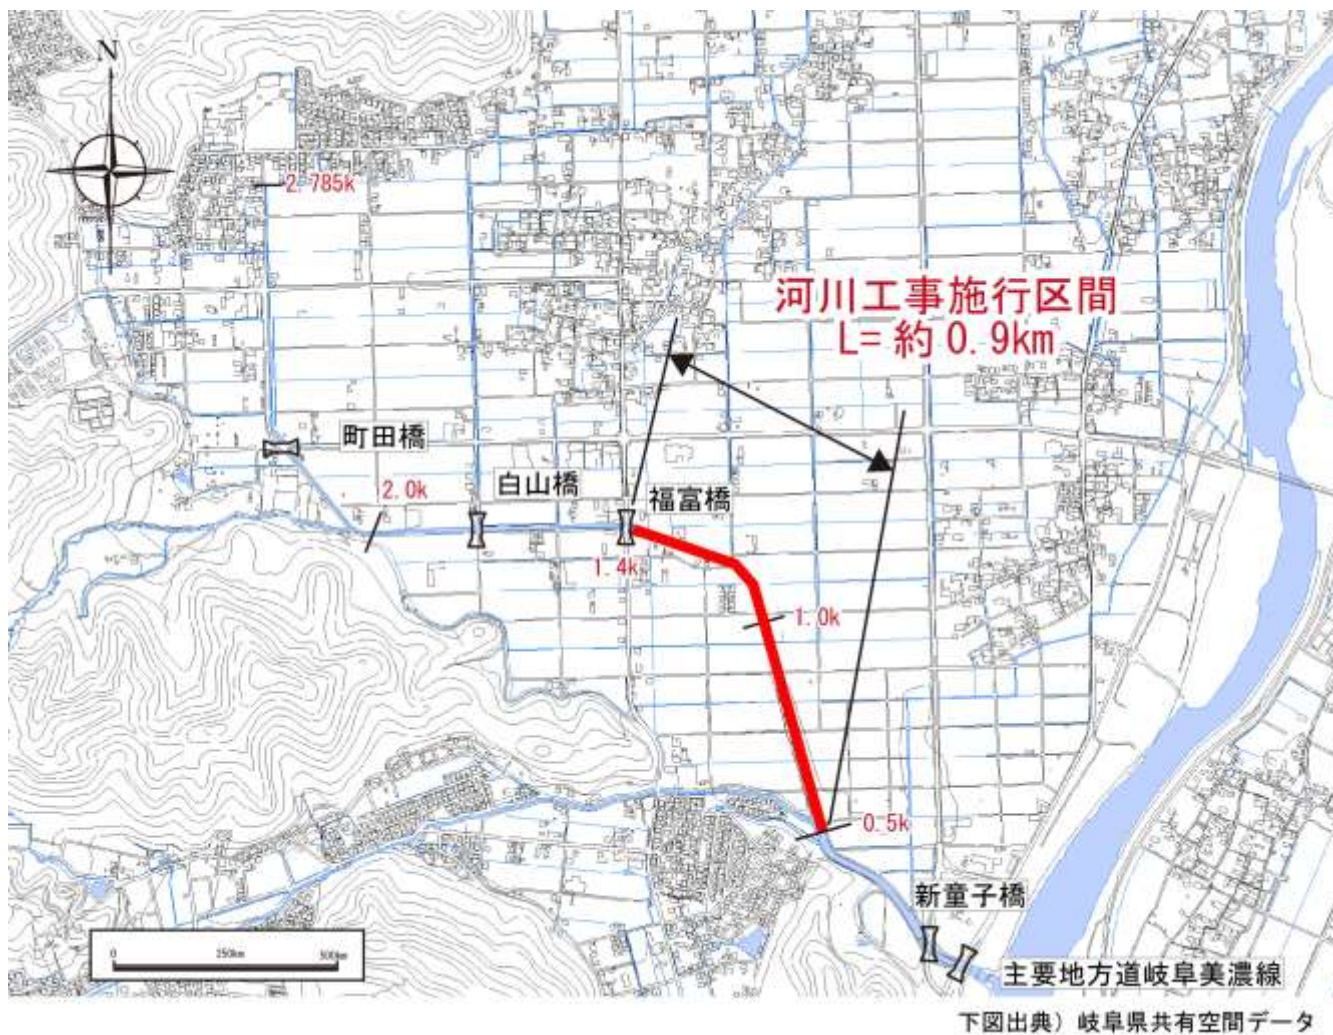 N
2.785k
河川工事施行区間
L=約0.9km
町田橋
2.0k
白山橋
福富橋
1.4k
1.0k
0.5k
新童子橋
主要地方道岐阜美濃線
0 250km 500km
下図出典）岐阜県共有空間データ